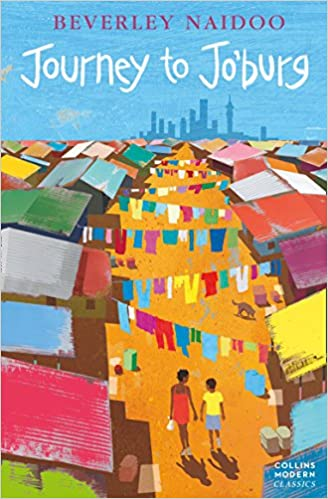 BEVERLEY NAIDOO
Journey to Jo'burg
COLLINS
MODERN
CLASSICS